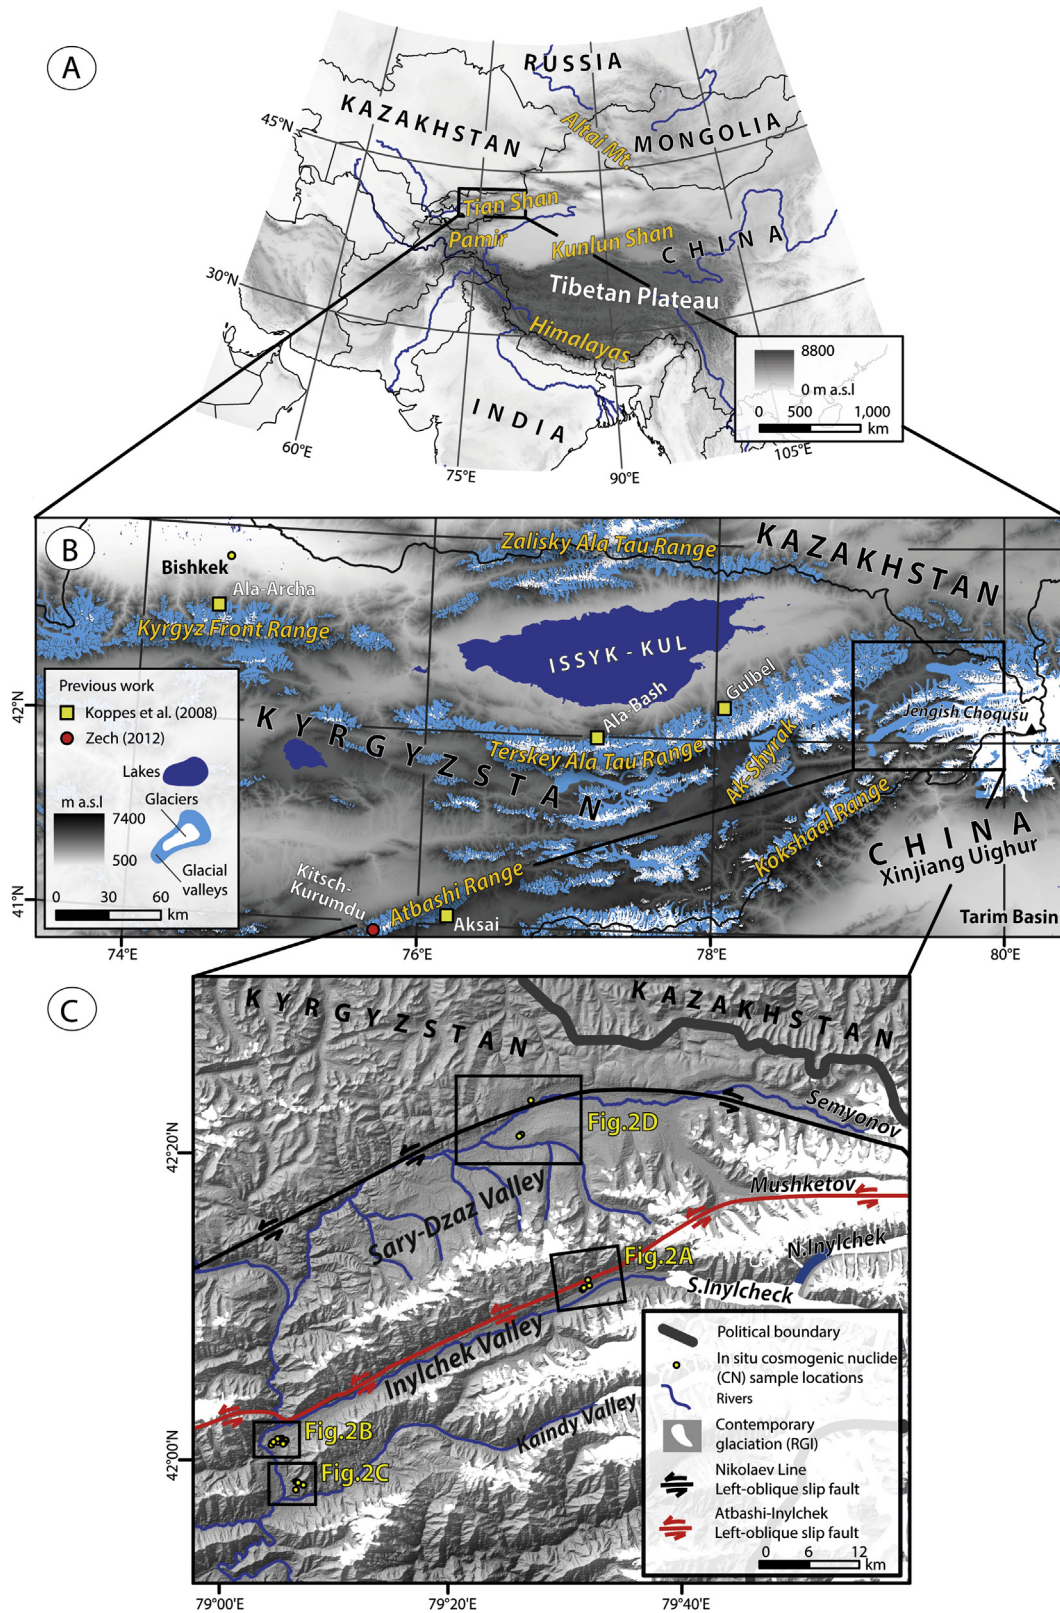 A
RUSSIA
KAZAKHSTAN
45°N
Altai Mt.
MONGOLIA
Tian Shan
Pamir
Kunlun Shan
CHINA
30°N
Tibetan Plateau
Himalayas
INDIA
8800
0 m a.s.l
0 500 1,000
km
60°E
75°E
90°E
105°E
B
Zalisky Ala Tau Range
KAZAKHSTAN
Bishkek
Ala-Archa
Kyrgyz Front Range
ISSYK-KUL
Previous work
Koppes et al. (2008)
Zech (2012)
Lakes
Glaciers
m a.s.l
7400
500
Glacial
valleys
0 30 60
km
42°N
41°N
KYRGYZSTAN
Ala-Bash
Gulbel
Jengish Choqusu
Terskey Ala Tau Range
Ak-Shyrak
Kokshaal Range
CHINA
Xinjiang Uighur
Kitsch-
Kurumdu
Atbashi Range
Aksai
Tarim Basin
74°E
76°E
78°E
80°E
C
KYRGYZSTAN
KAZAKHSTAN
Semyonov
Fig.2D
42°20'N
Mushketov
Sary-Dzaz Valley
N.Inylchek
Fig.2A
S.Inylcheck
Inylchek Valley
Kaindy Valley
Fig.2B
Fig.2C
42°00'N
Political boundary
In situ cosmogenic nuclide
(CN) sample locations
Rivers
Contemporary
glaciation (RGI)
Nikolaev Line
Left-oblique slip fault
Atbashi-Inylchek
Left-oblique slip fault
0 6 12
km
79°00'E
79°20'E
79°40'E